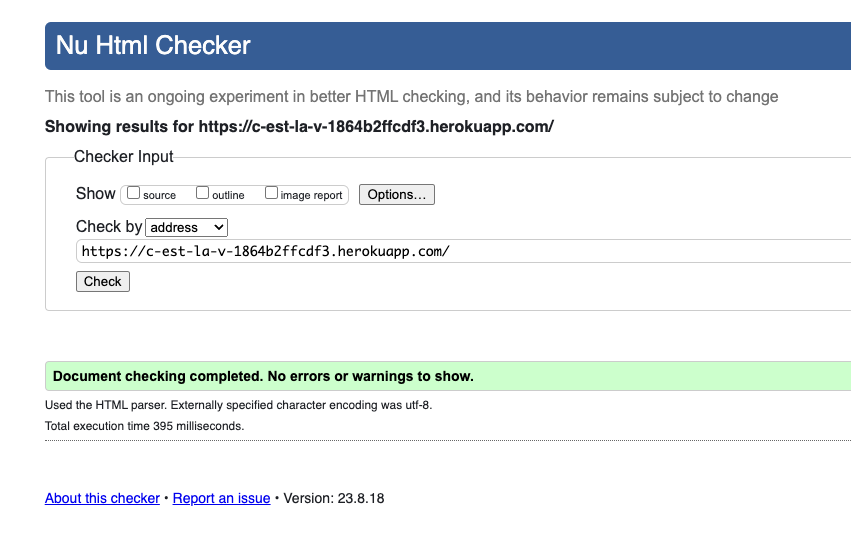 Nu Html Checker
This tool is an ongoing experiment in better HTML checking, and its behavior remains subject to change
Showing results for https://c-est-la-v-1864b2ffcdf3.herokuapp.com/
Checker Input
Show source outline image report Options...
Check by address
https://c-est-la-v-1864b2ffcdf3.herokuapp.com/
Check
Document checking completed. No errors or warnings to show.
Used the HTML parser. Externally specified character encoding was utf-8.
Total execution time 395 milliseconds.
About this checker • Report an issue • Version: 23.8.18